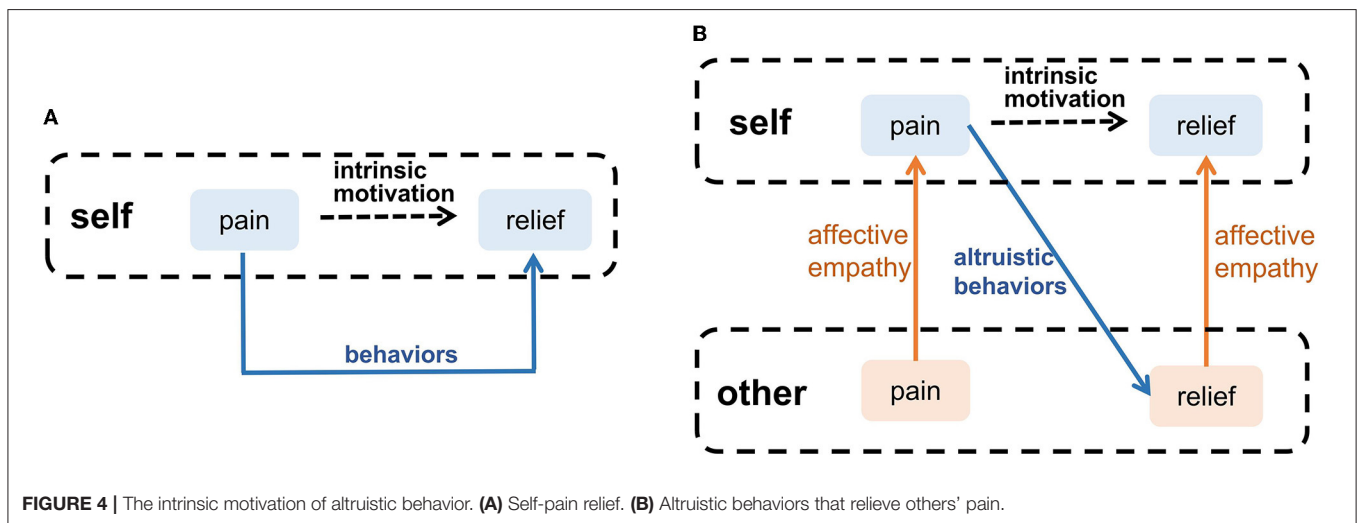 A
self
pain
intrinsic
motivation
relief
behaviors
B
self
pain
intrinsic
motivation
relief
affective
empathy
altruistic
behaviors
affective
empathy
other
pain
relief
FIGURE 4 | The intrinsic motivation of altruistic behavior. (A) Self-pain relief. (B) Altruistic behaviors that relieve others' pain.